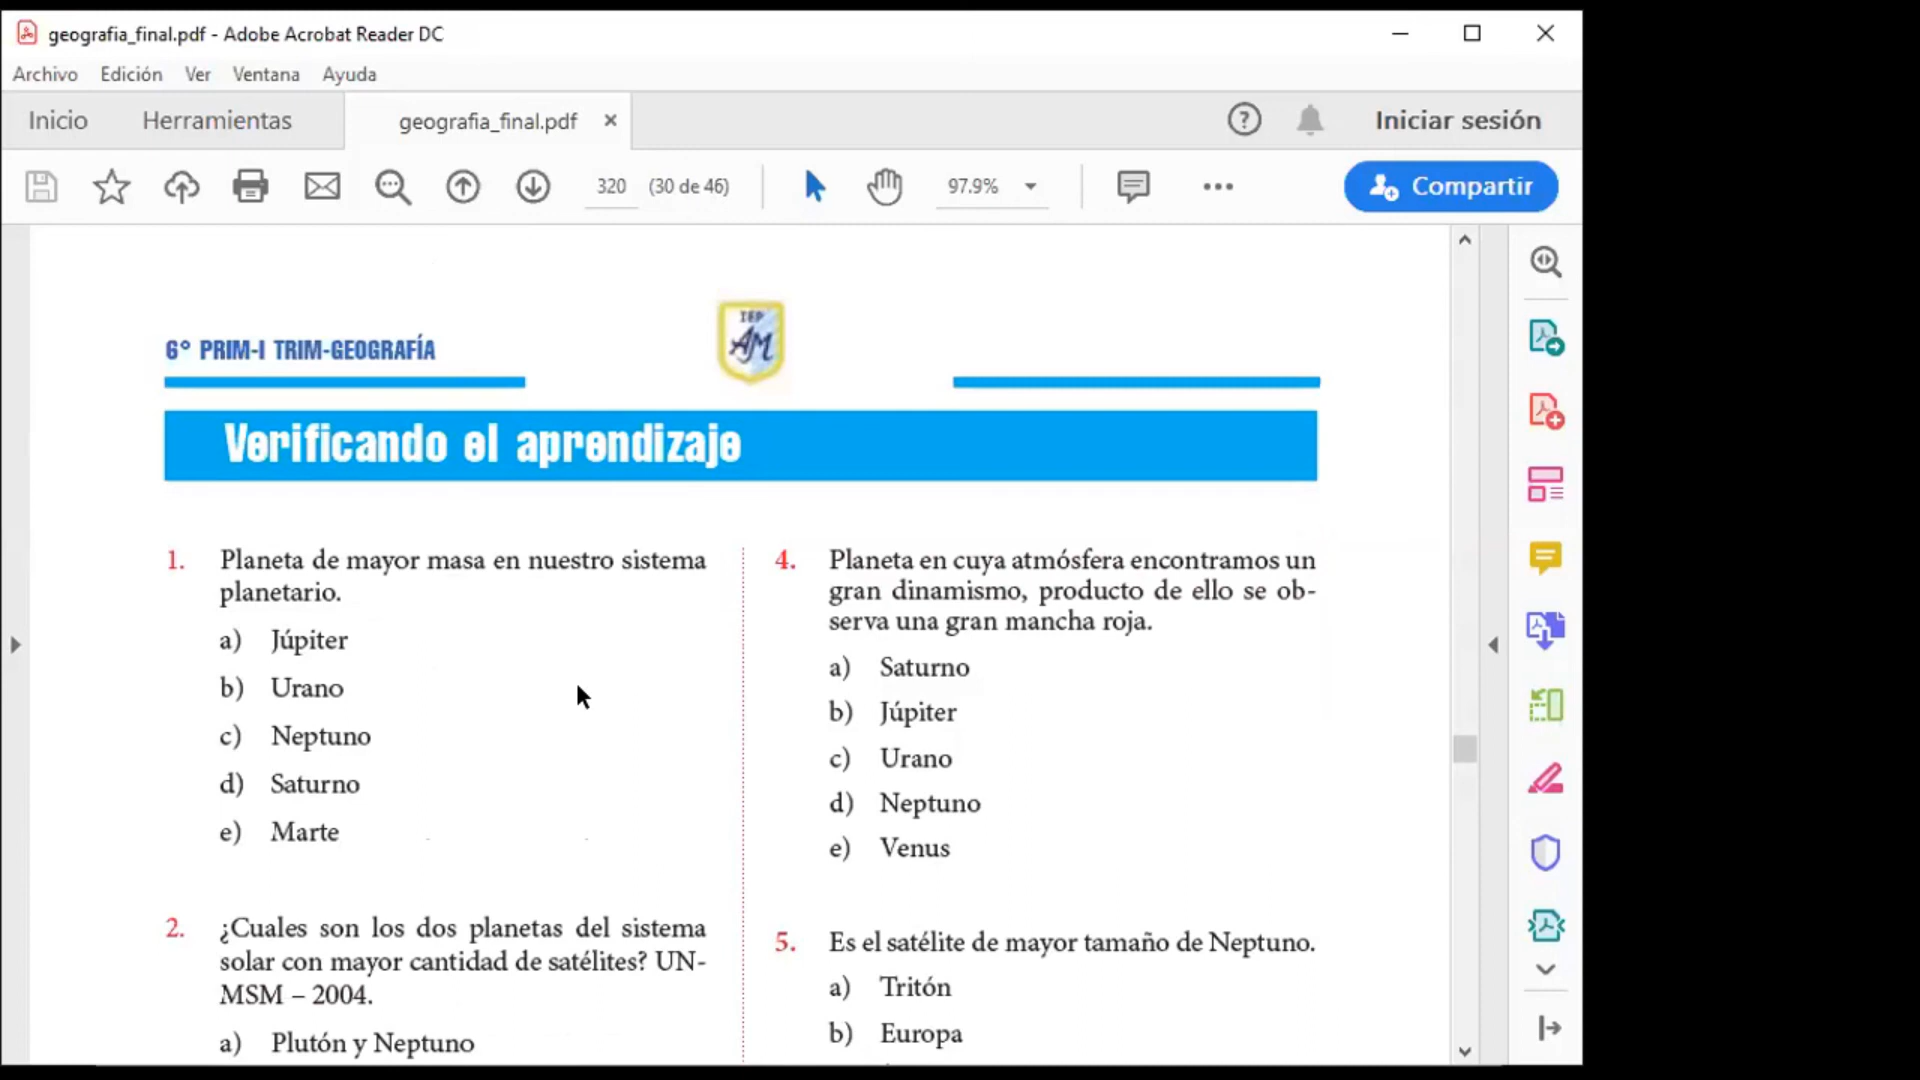 geografia_final.pdf - Adobe Acrobat Reader DC
Archivo Edición Ver Ventana Ayuda
Inicio Herramientas geografia_final.pdf × Iniciar sesión
320 (30 de 46) 97.9% Compartir
IEP
AM
6° PRIM-I TRIM-GEOGRAFÍA
Verificando el aprendizaje
1. Planeta de mayor masa en nuestro sistema
planetario.
a) Júpiter
b) Urano
c) Neptuno
d) Saturno
e) Marte
2. ¿Cuales son los dos planetas del sistema
solar con mayor cantidad de satélites? UN-
MSM – 2004.
a) Plutón y Neptuno
4. Planeta en cuya atmósfera encontramos un
gran dinamismo, producto de ello se ob-
serva una gran mancha roja.
a) Saturno
b) Júpiter
c) Urano
d) Neptuno
e) Venus
5. Es el satélite de mayor tamaño de Neptuno.
a) Tritón
b) Europa